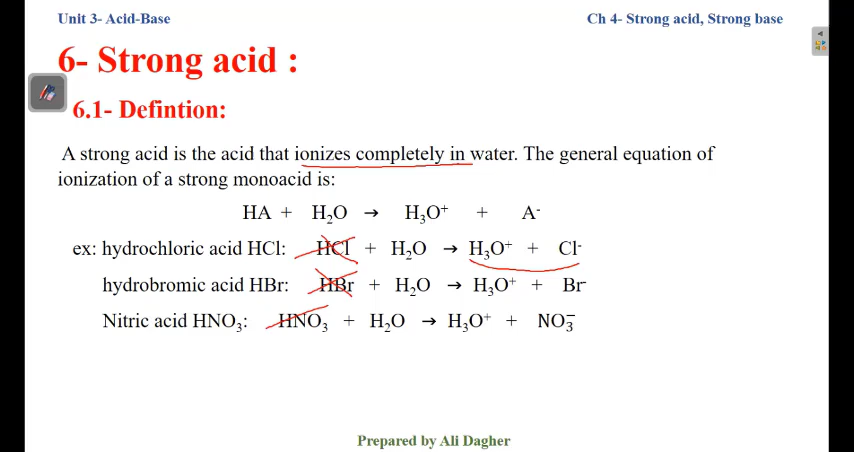 Unit 3- Acid-Base
Ch 4- Strong acid, Strong base
6- Strong acid :
6.1- Defintion:
A strong acid is the acid that ionizes completely in water. The general equation of
ionization of a strong monoacid is:
HA + H₂O → H₃O⁺ + A⁻
ex: hydrochloric acid HCl: HCl + H₂O → H₃O⁺ + Cl⁻
hydrobromic acid HBr: HBr + H₂O → H₃O⁺ + Br⁻
Nitric acid HNO₃: HNO₃ + H₂O → H₃O⁺ + NO₃⁻
Prepared by Ali Dagher